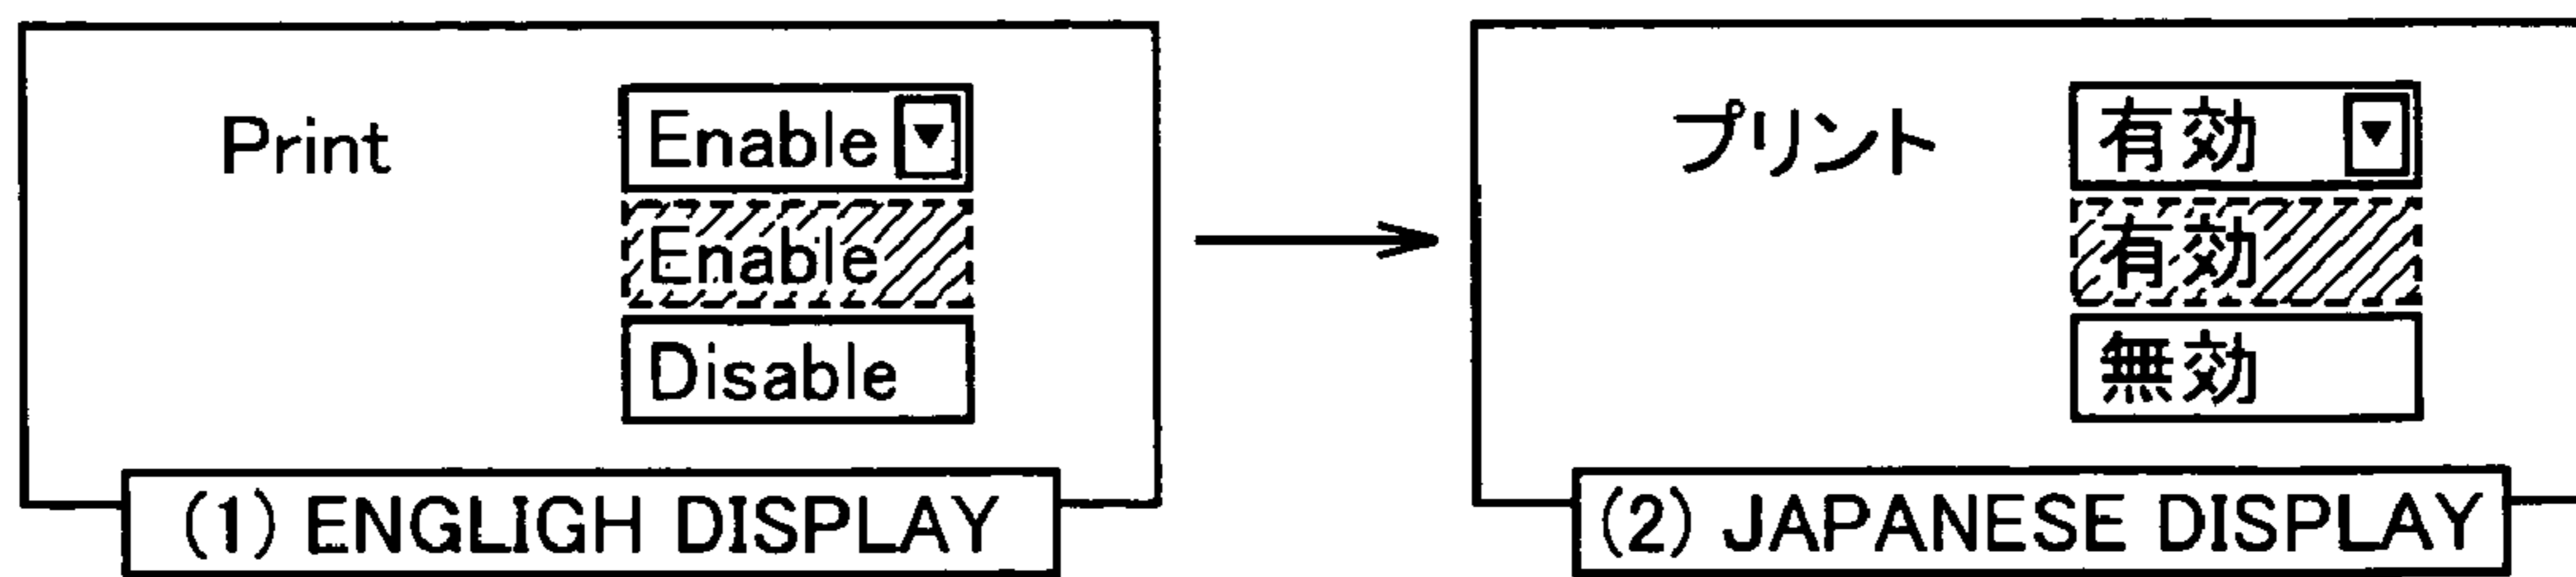 Print
Enable
Enable
Disable
(1) ENGLIGH DISPLAY
プリント
有効
有効
無効
(2) JAPANESE DISPLAY